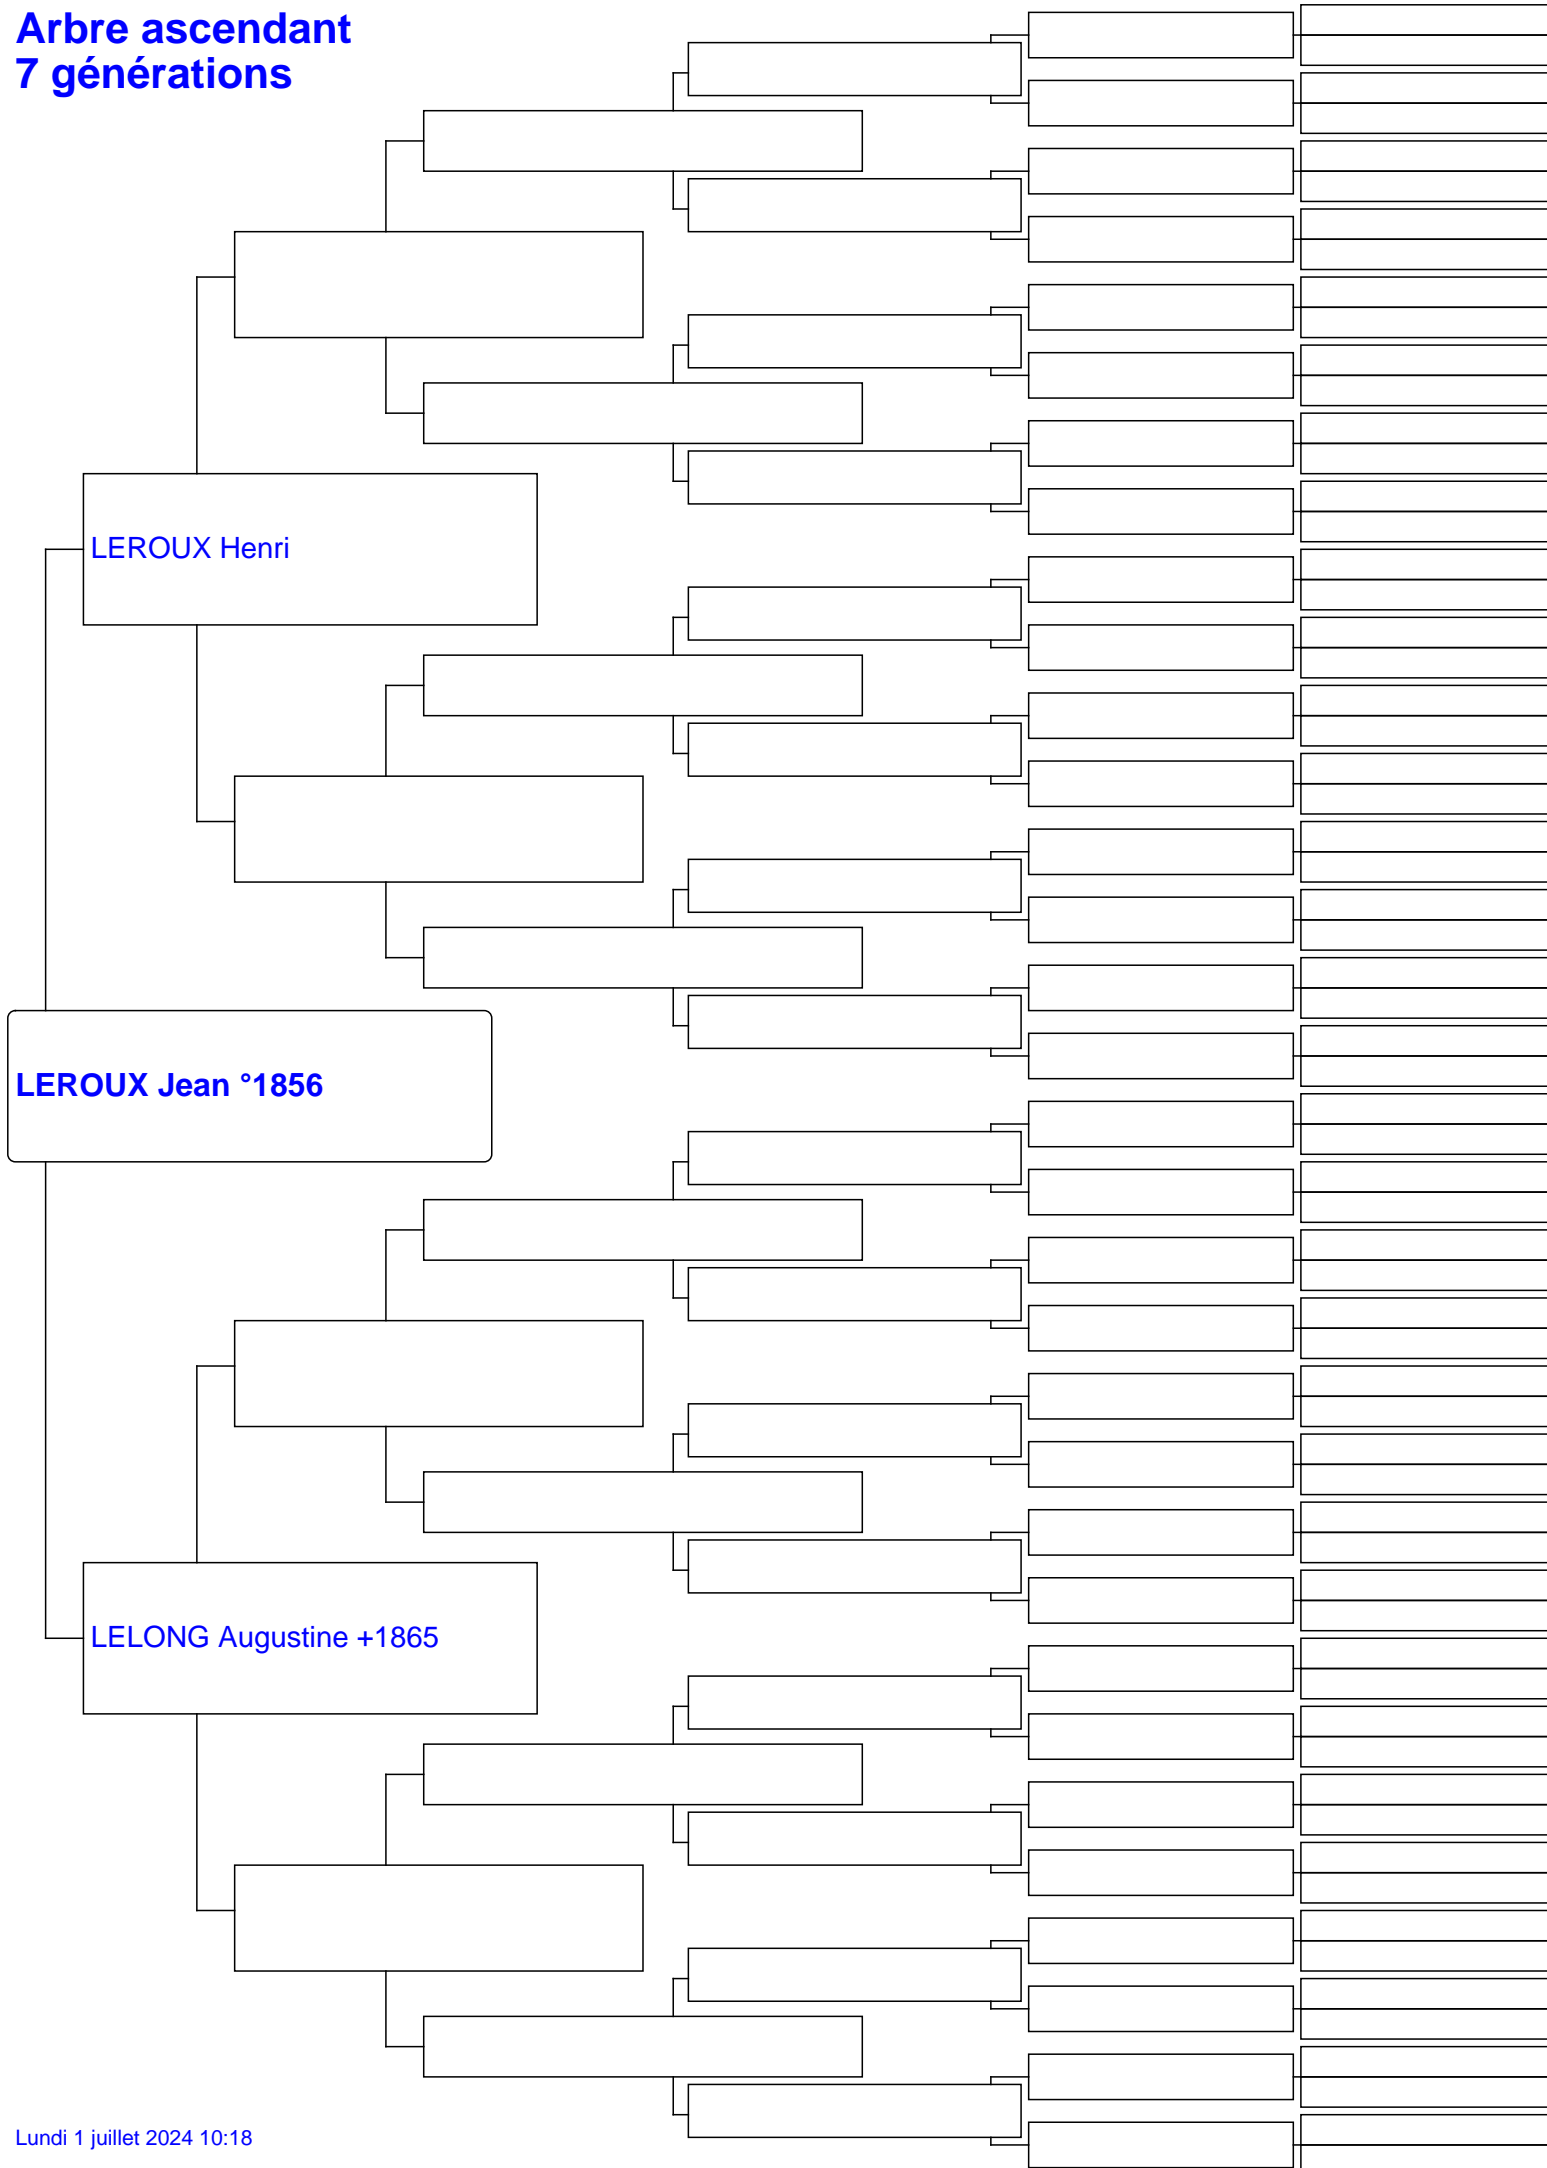 Arbre ascendant
7 générations
LEROUX Henri
LEROUX Jean °1856
LELONG Augustine +1865
Lundi 1 juillet 2024 10:18